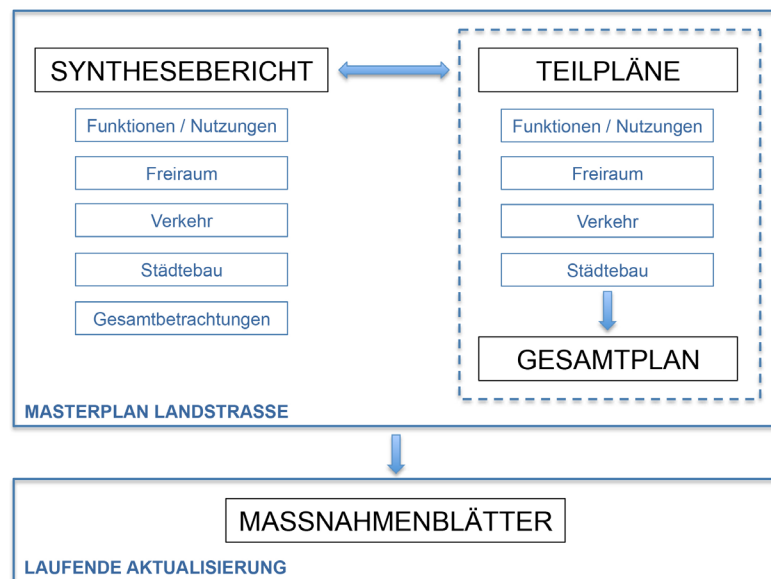 SYNTHESEBERICHT
Funktionen / Nutzungen
Freiraum
Verkehr
Städtebau
Gesamtbetrachtungen
TEILPLÄNE
Funktionen / Nutzungen
Freiraum
Verkehr
Städtebau
GESAMTPLAN
MASTERPLAN LANDSTRASSE
MASSNAHMENBLÄTTER
LAUFENDE AKTUALISIERUNG